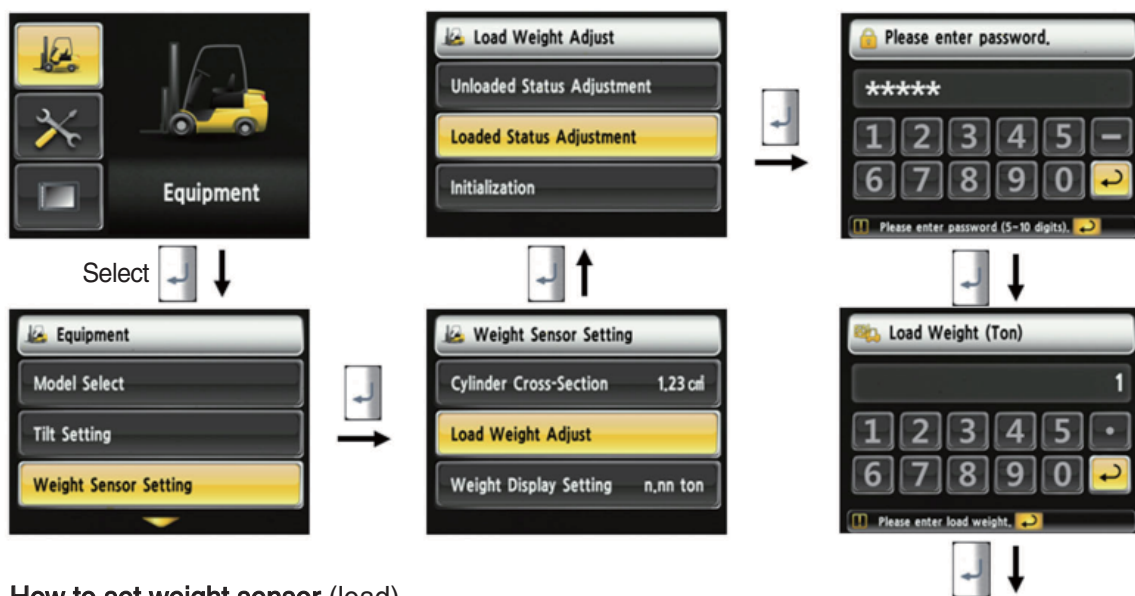 Equipment
Select
Equipment
Model Select
Tilt Setting
Weight Sensor Setting
Weight Sensor Setting
Cylinder Cross-Section 1.23 ㎠
Load Weight Adjust
Weight Display Setting n.nn ton
Load Weight Adjust
Unloaded Status Adjustment
Loaded Status Adjustment
Initialization
Please enter password.
*****
1 2 3 4 5 -
6 7 8 9 0
Please enter password (5-10 digits).
Load Weight (Ton)
1
1 2 3 4 5 ·
6 7 8 9 0
Please enter load weight.
How to set weight sensor (load)